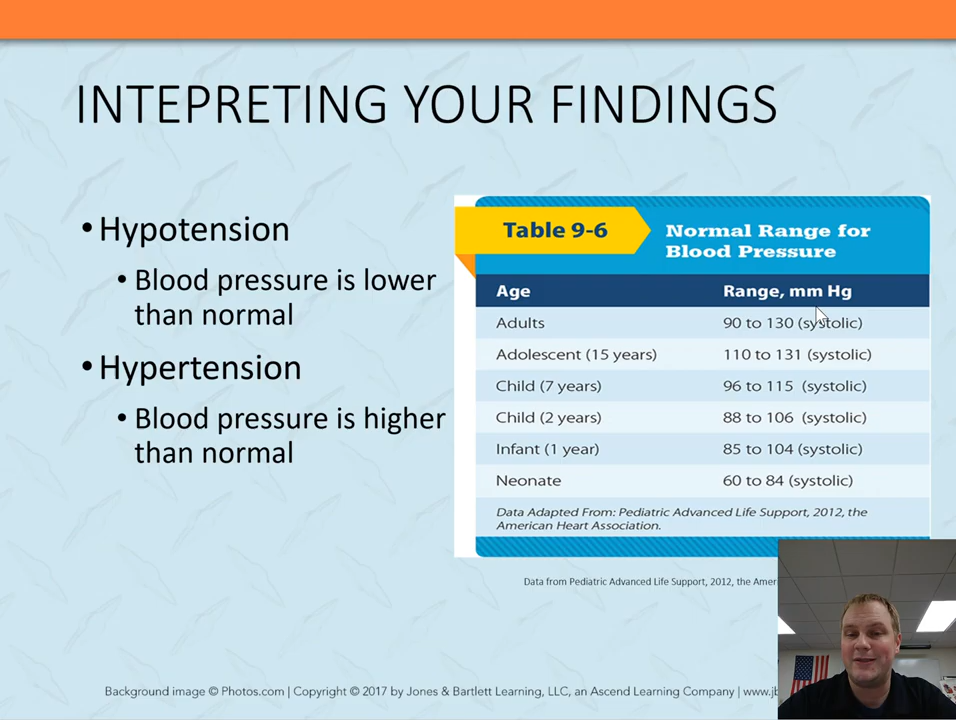 INTEPRETING YOUR FINDINGS
•Hypotension
•Blood pressure is lower
than normal
•Hypertension
•Blood pressure is higher
than normal
Table 9-6
Normal Range for
Blood Pressure
Age Range, mm Hg
Adults 90 to 130 (systolic)
Adolescent (15 years) 110 to 131 (systolic)
Child (7 years) 96 to 115 (systolic)
Child (2 years) 88 to 106 (systolic)
Infant (1 year) 85 to 104 (systolic)
Neonate 60 to 84 (systolic)
Data Adapted From: Pediatric Advanced Life Support, 2012, the
American Heart Association.
Data from Pediatric Advanced Life Support, 2012, the
Background image © Photos.com | Copyright © 2017 by Jones & Bartlett Learning, LLC, an Ascend Learning Company |